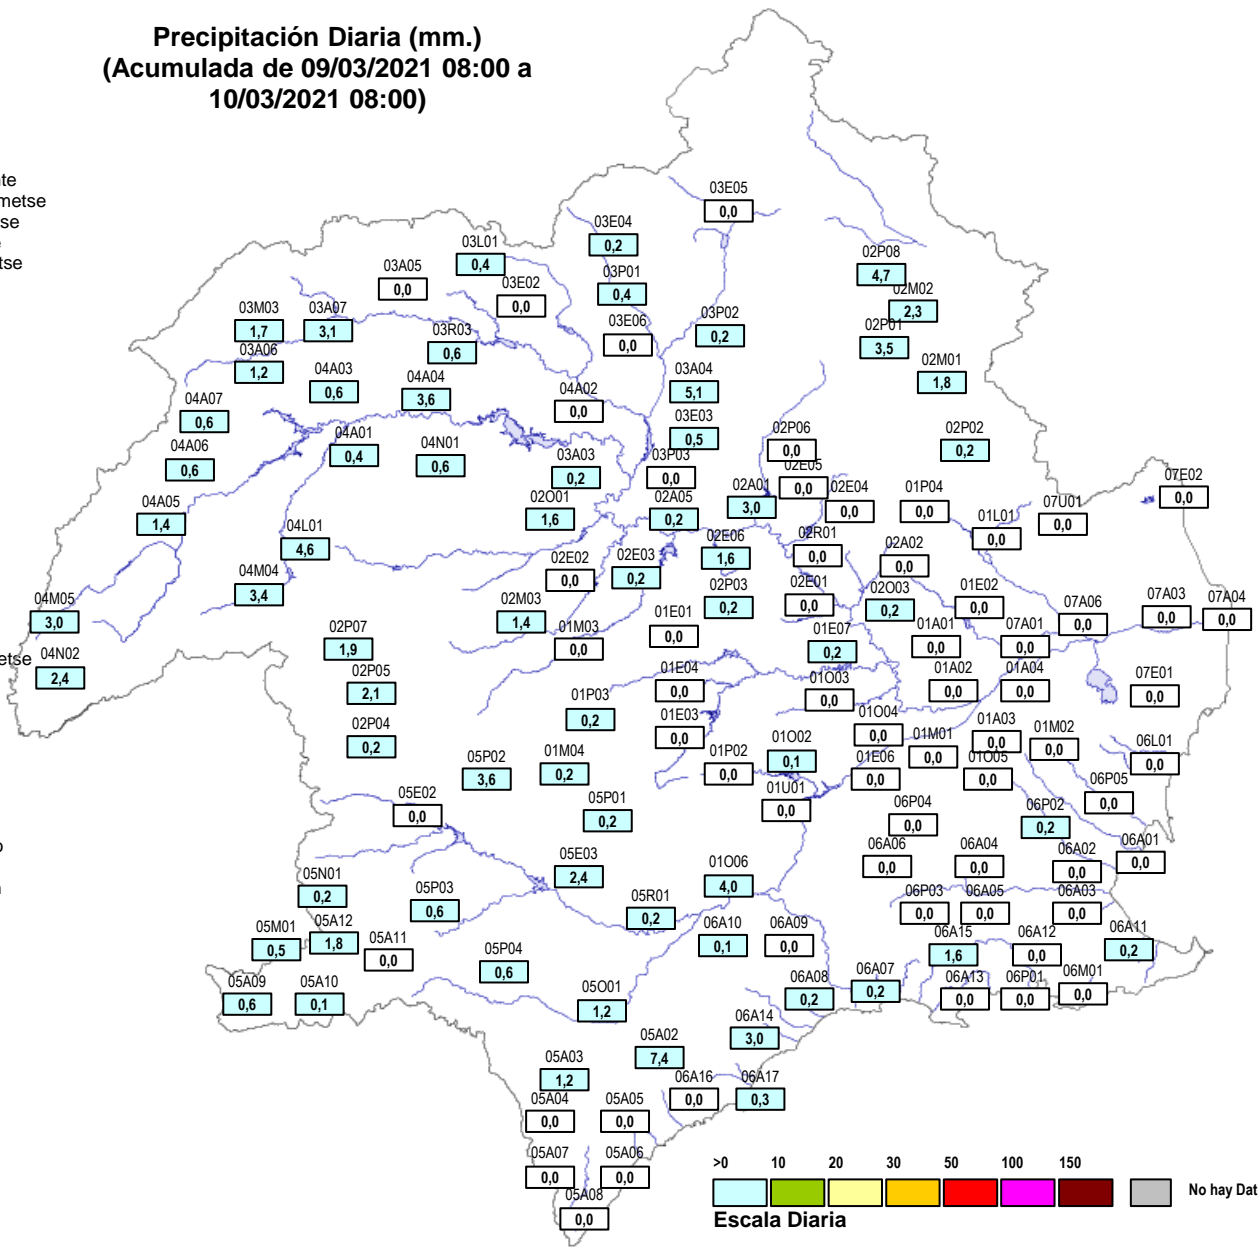 Precipitación Diaria (mm.)
(Acumulada de 09/03/2021 08:00 a
10/03/2021 08:00)
nte
metse
se
tse
03E05
0,0
03E04
0,2
03L01
0,4
02P08
4,7
03A05
0,0
03P01
0,4
03E02
0,0
02M02
2,3
03M03
1,7
03A07
3,1
03P02
0,2
03E06
0,0
02P01
3,5
03R03
0,6
03A06
1,2
03A04
5,1
02M01
1,8
04A03
0,6
04A04
3,6
04A02
0,0
04A07
0,6
03E03
0,5
04A01
0,4
02P06
0,0
02P02
0,2
04A06
0,6
04N01
0,6
03A03
0,2
03P03
0,0
02E05
0,0
07E02
0,0
04A05
1,4
02O01
1,6
02A05
0,2
02A01
3,0
02E04
0,0
01P04
0,0
07U01
0,0
01L01
0,0
04L01
4,6
02E06
1,6
02R01
0,0
02A02
0,0
02E02
0,0
02E03
0,2
04M04
3,4
02P03
0,2
02E01
0,0
02O03
0,2
01E02
0,0
07A03
0,0
07A04
0,0
04M05
3,0
02M03
1,4
01E01
0,0
07A06
0,0
02P07
1,9
01M03
0,0
01E07
0,2
01A01
0,0
07A01
0,0
etse
04N02
2,4
02P05
2,1
01E04
0,0
01O03
0,0
01A02
0,0
01A04
0,0
07E01
0,0
01P03
0,2
02P04
0,2
01E03
0,0
01O04
0,0
01A03
0,0
01M02
0,0
05P02
3,6
01M04
0,2
01P02
0,0
01O02
0,1
01M01
0,0
06L01
0,0
01E06
0,0
01O05
0,0
05E02
0,0
05P01
0,2
01U01
0,0
06P05
0,0
06P04
0,0
06P02
0,2
o
05E03
2,4
01O06
4,0
06A06
0,0
06A04
0,0
06A02
0,0
06A01
0,0
05N01
0,2
05P03
0,6
05R01
0,2
06P03
0,0
06A05
0,0
06A03
0,0
05M01
0,5
05A12
1,8
05A11
0,0
06A10
0,1
06A09
0,0
06A15
1,6
06A12
0,0
06A11
0,2
05P04
0,6
05A09
0,6
05A10
0,1
05O01
1,2
06A08
0,2
06A07
0,2
06A13
0,0
06P01
0,0
06M01
0,0
06A14
3,0
05A02
7,4
05A03
1,2
06A16
0,0
06A17
0,3
05A04
0,0
05A05
0,0
05A07
0,0
05A06
0,0
05A08
0,0
>0 10 20 30 50 100 150
No hay Dat
Escala Diaria